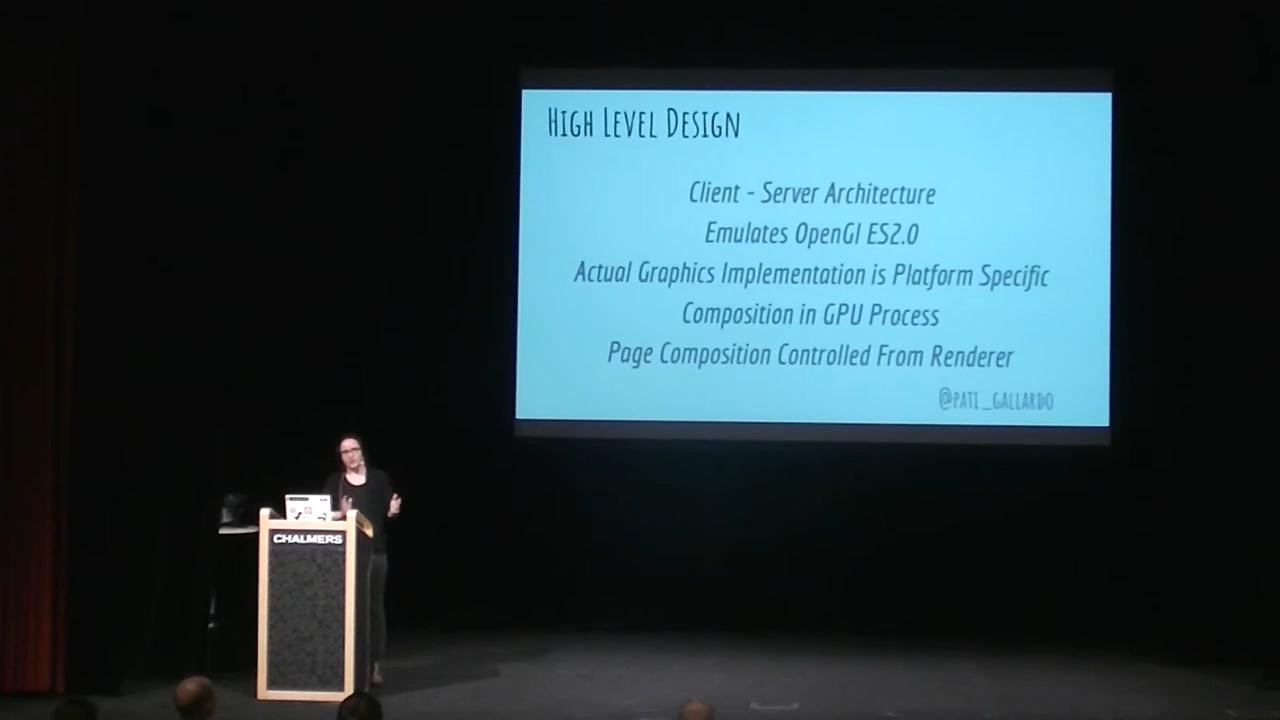 High Level Design
Client - Server Architecture
Emulates OpenGl ES2.0
Actual Graphics Implementation is Platform Specific
Composition in GPU Process
Page Composition Controlled From Renderer
@pati_gallardo
CHALMERS